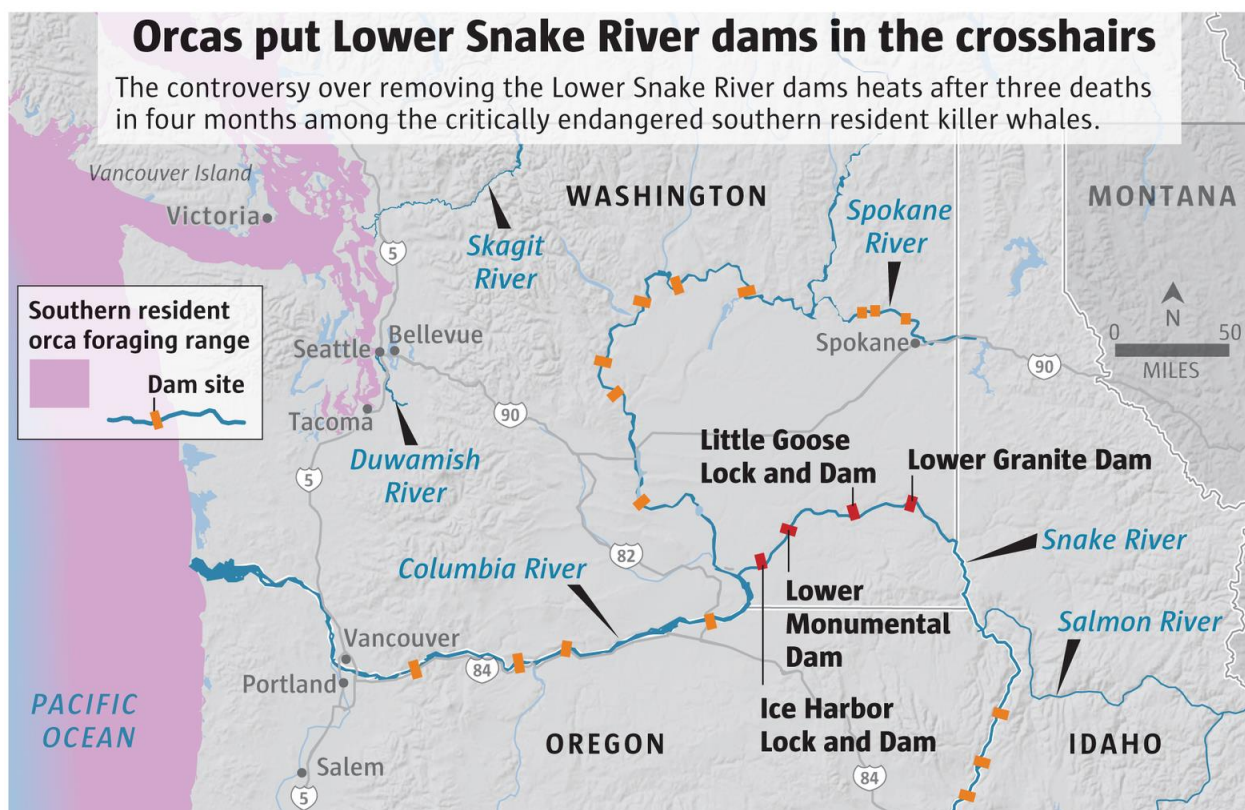 Orcas put Lower Snake River dams in the crosshairs
The controversy over removing the Lower Snake River dams heats after three deaths
in four months among the critically endangered southern resident killer whales.
Vancouver Island
Victoria
WASHINGTON
MONTANA
Skagit
River
Spokane
River
5
Southern resident
orca foraging range
Dam site
Bellevue
Seattle
Tacoma
Spokane
N
0 50
MILES
90
90
Duwamish
River
5
Little Goose
Lock and Dam
Lower Granite Dam
82
Columbia River
Snake River
Lower
Monumental
Dam
Salmon River
Vancouver
Portland
84
Ice Harbor
Lock and Dam
PACIFIC
OCEAN
OREGON
IDAHO
Salem
5
84